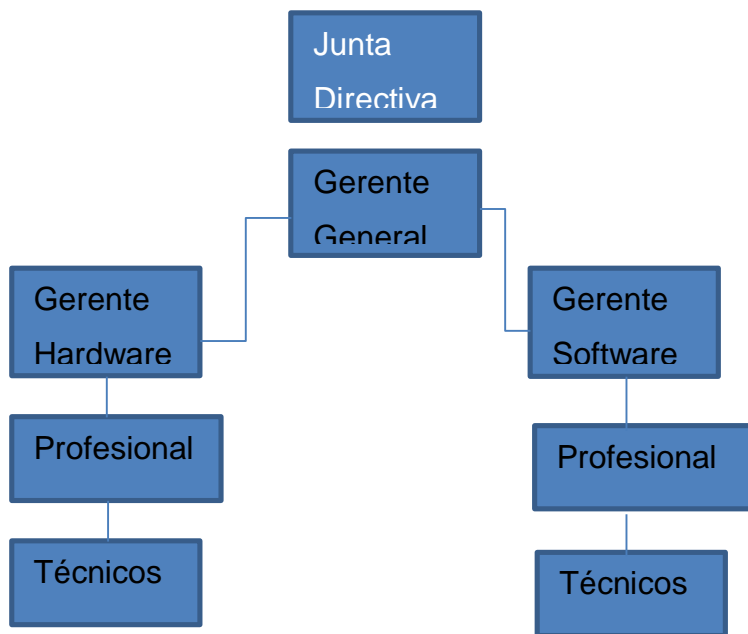 Junta
Directiva
Gerente
General
Gerente
Hardware
Gerente
Software
Profesional
Profesional
Técnicos
Técnicos